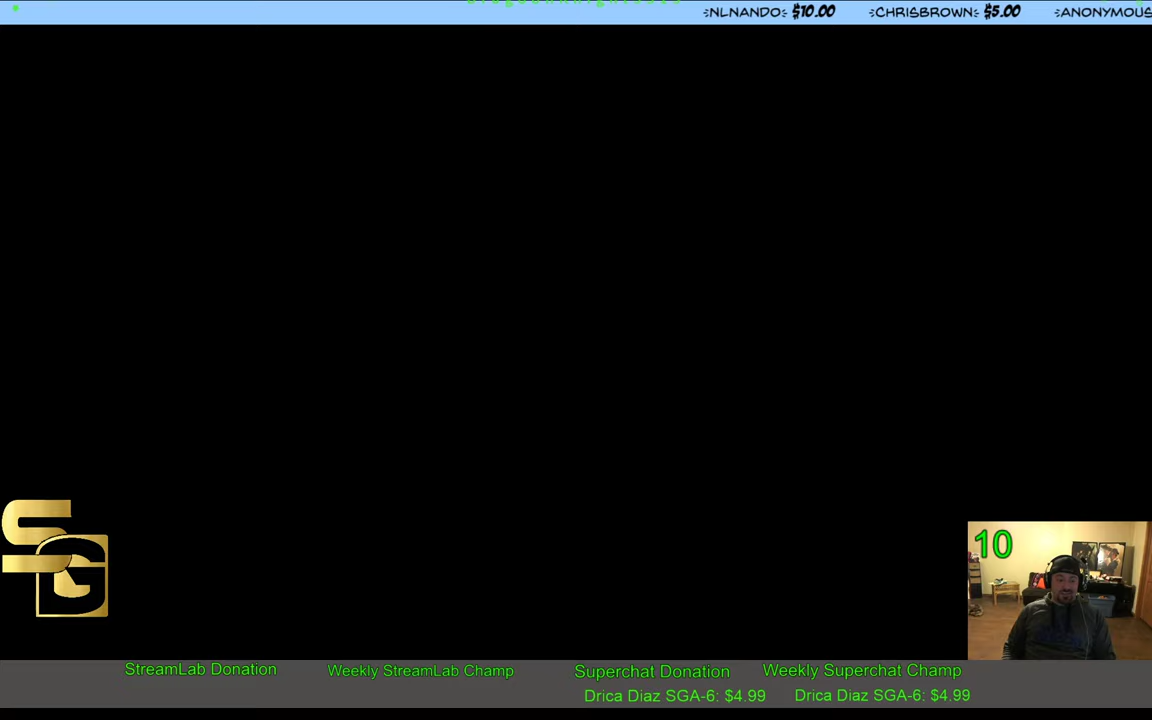 NLNANDO $10.00 CHRISBROWN $5.00 ANONYMOUS
SG
10
StreamLab Donation Weekly StreamLab Champ Superchat Donation Weekly Superchat Champ
Drica Diaz SGA-6: $4.99 Drica Diaz SGA-6: $4.99